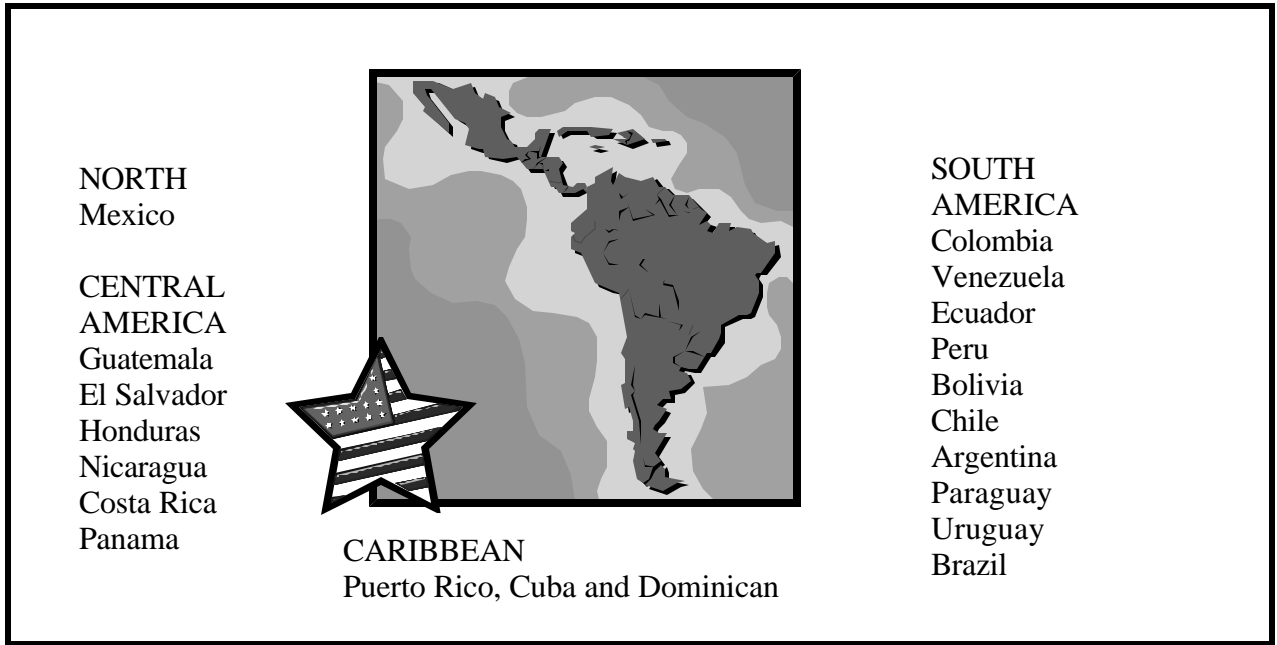 NORTH
Mexico
CENTRAL
AMERICA
Guatemala
El Salvador
Honduras
Nicaragua
Costa Rica
Panama
CARIBBEAN
Puerto Rico, Cuba and Dominican
SOUTH
AMERICA
Colombia
Venezuela
Ecuador
Peru
Bolivia
Chile
Argentina
Paraguay
Uruguay
Brazil